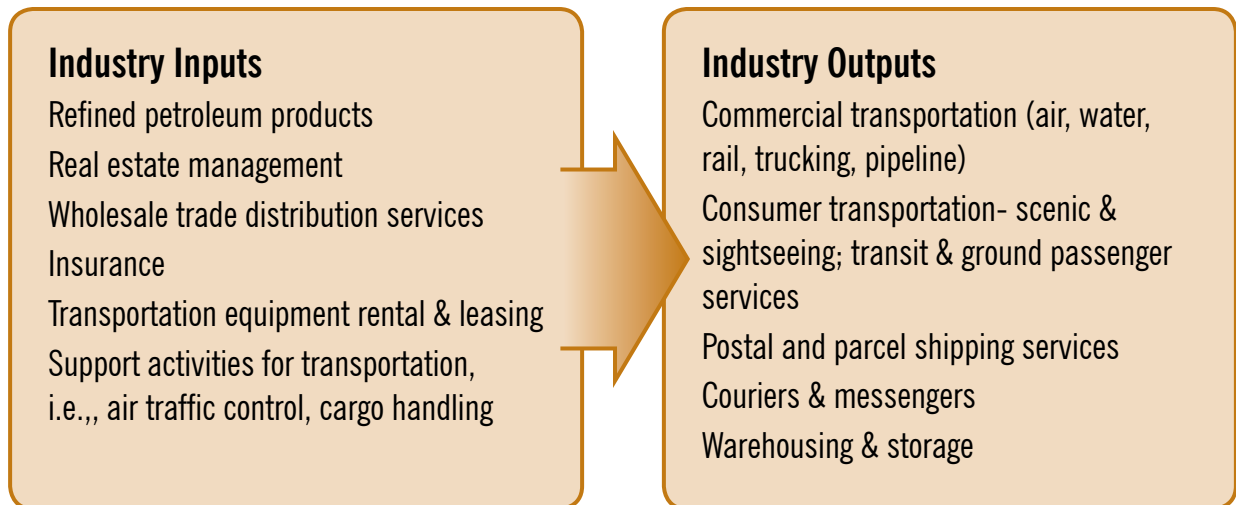 Industry Inputs
Refined petroleum products
Real estate management
Wholesale trade distribution services
Insurance
Transportation equipment rental & leasing
Support activities for transportation,
i.e.,, air traffic control, cargo handling
Industry Outputs
Commercial transportation (air, water,
rail, trucking, pipeline)
Consumer transportation- scenic &
sightseeing; transit & ground passenger
services
Postal and parcel shipping services
Couriers & messengers
Warehousing & storage